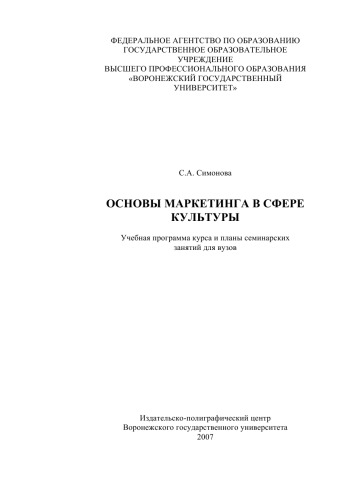 ФЕДЕРАЛЬНОЕ АГЕНТСТВО ПО ОБРАЗОВАНИЮ
ГОСУДАРСТВЕННОЕ ОБРАЗОВАТЕЛЬНОЕ
УЧРЕЖДЕНИЕ
ВЫСШЕГО ПРОФЕССИОНАЛЬНОГО ОБРАЗОВАНИЯ
«ВОРОНЕЖСКИЙ ГОСУДАРСТВЕННЫЙ
УНИВЕРСИТЕТ»
С.А. Симонова
ОСНОВЫ МАРКЕТИНГА В СФЕРЕ
КУЛЬТУРЫ
Учебная программа курса и планы семинарских
занятий для вузов
Издательско-полиграфический центр
Воронежского государственного университета
2007